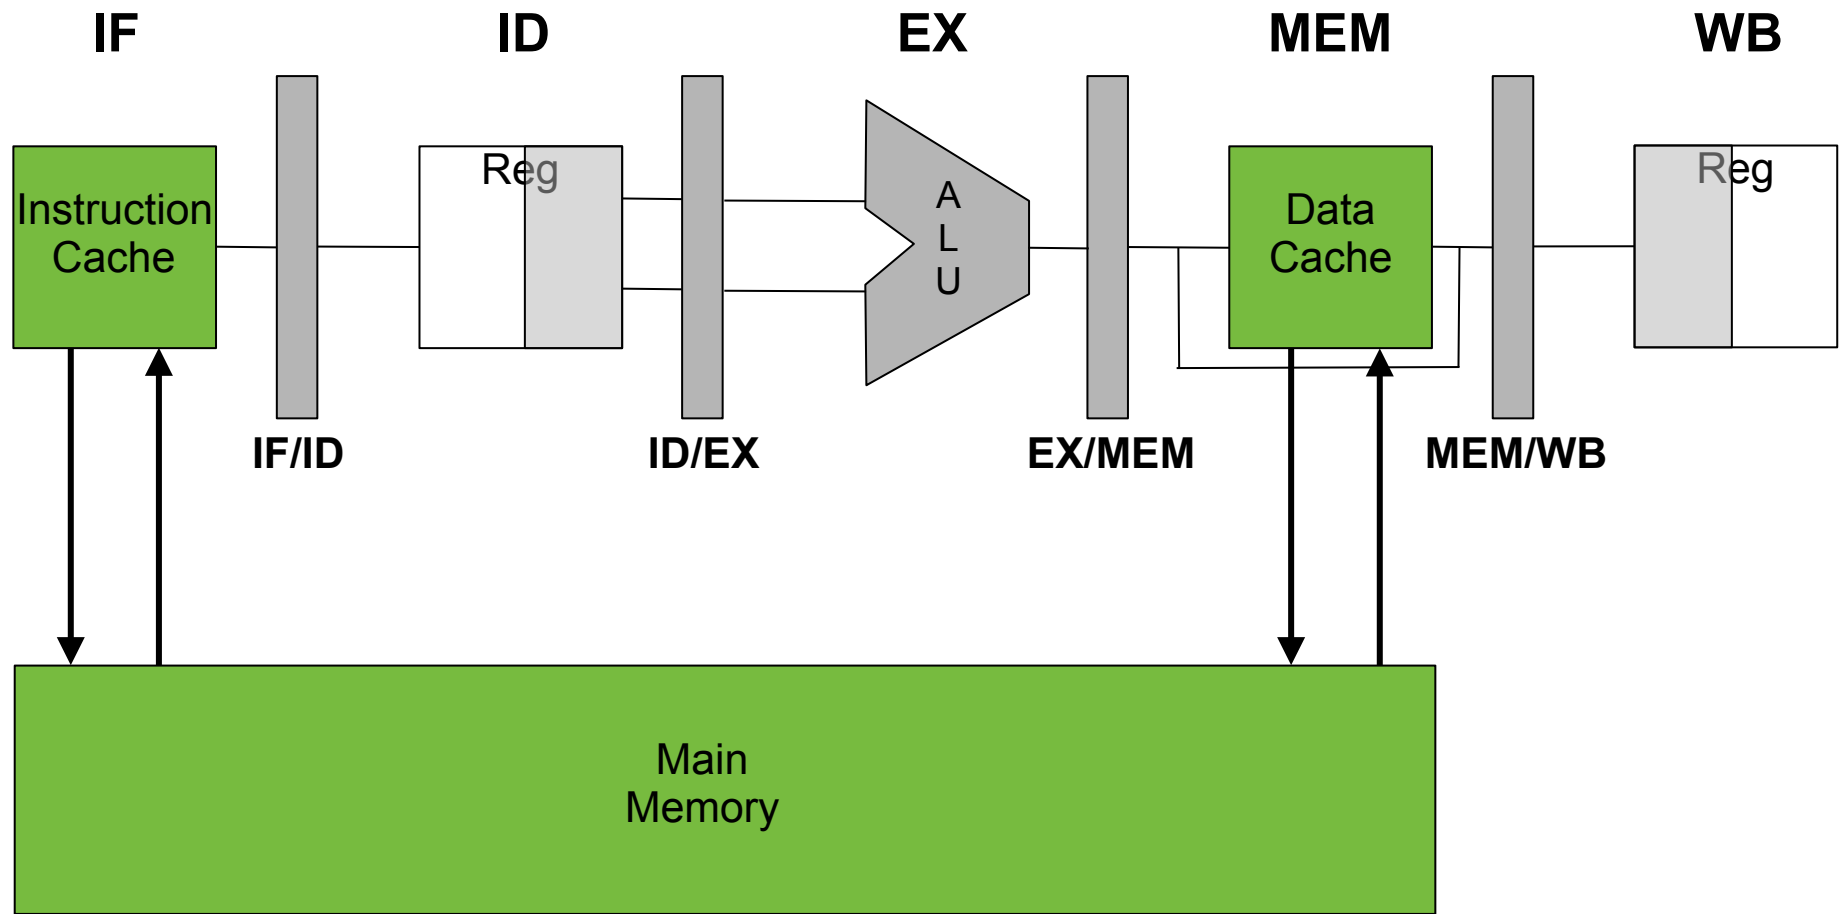 IF
ID
EX
MEM
WB
Instruction
Cache
Reg
A
L
U
Data
Cache
Reg
IF/ID
ID/EX
EX/MEM
MEM/WB
Main
Memory